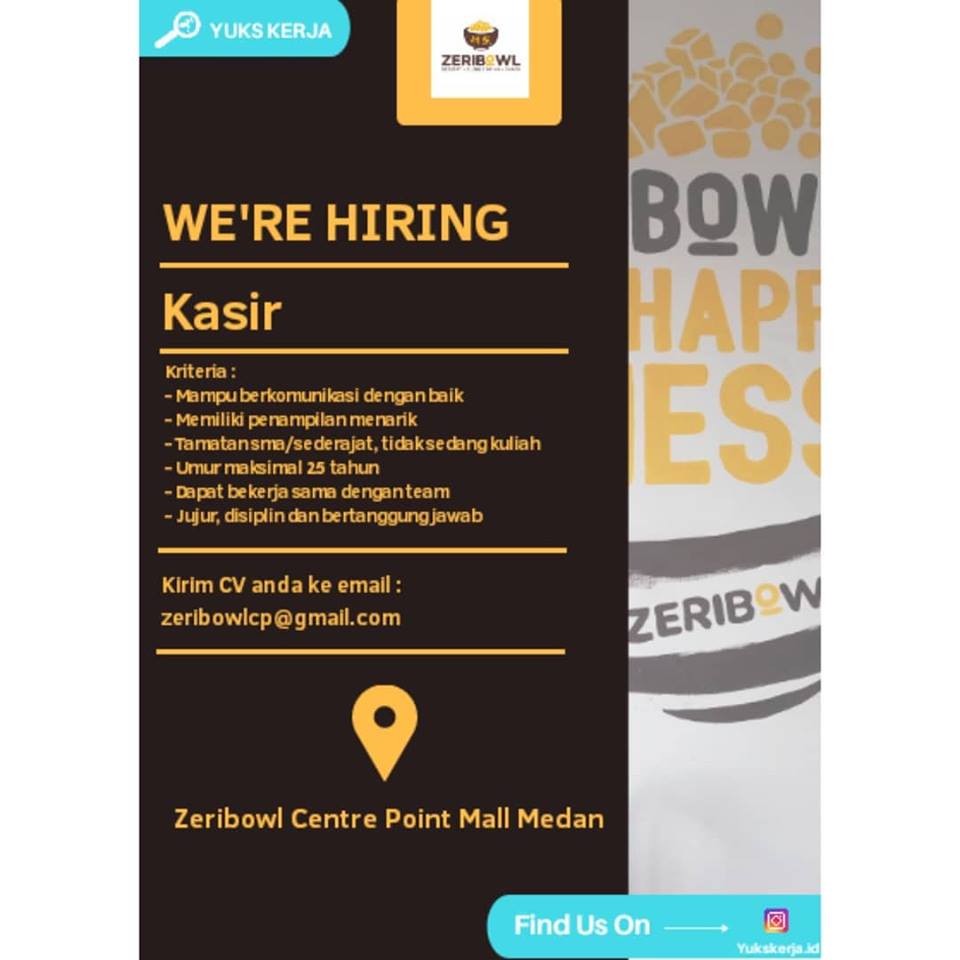 YUKS KERJA
ZERIBOWL
WE'RE HIRING
Kasir
Kriteria :
- Mampu berkomunikasi dengan baik
- Memiliki penampilan menarik
- Tamatan sma/sederajat, tidak sedang kuliah
- Umur maksimal 25 tahun
- Dapat bekerja sama dengan team
- Jujur, disiplin dan bertanggung jawab
Kirim CV anda ke email :
zeribowlcp@gmail.com
Zeribowl Centre Point Mall Medan
BOW
HAPP
NESS
ZERIBOW
Find Us On
Yukskerja.id